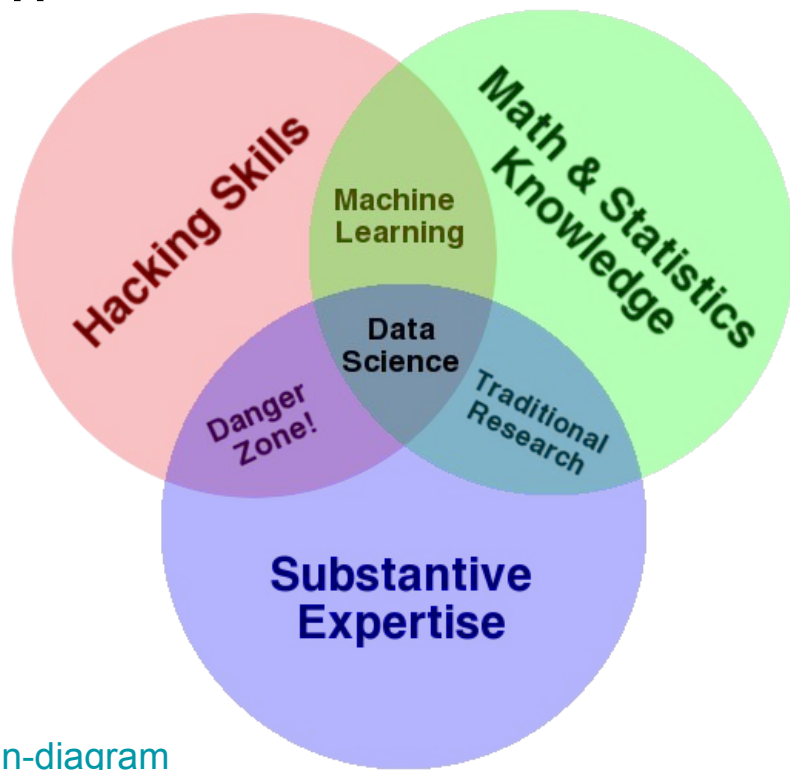 Hacking Skills
Math & Statistics
Knowledge
Machine
Learning
Data
Science
Danger
Zone!
Traditional
Research
Substantive
Expertise
n-diagram